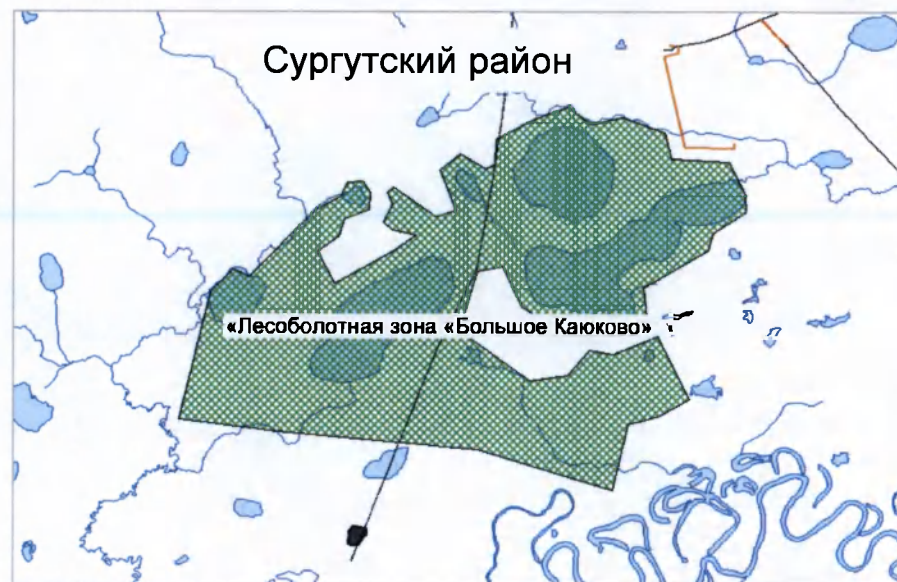 Сургутский район
«Лесоболотная зона «Большое Каюково»